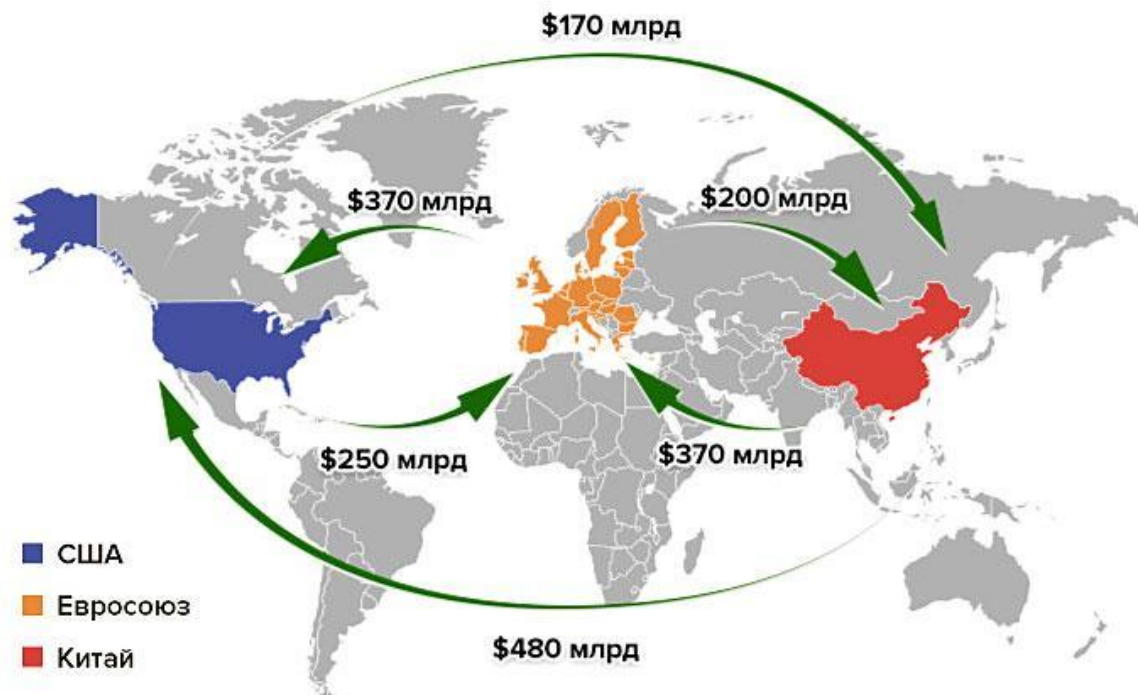 $170 млрд
$370 млрд
$200 млрд
$250 млрд
$370 млрд
США
Евросоюз
Китай
$480 млрд